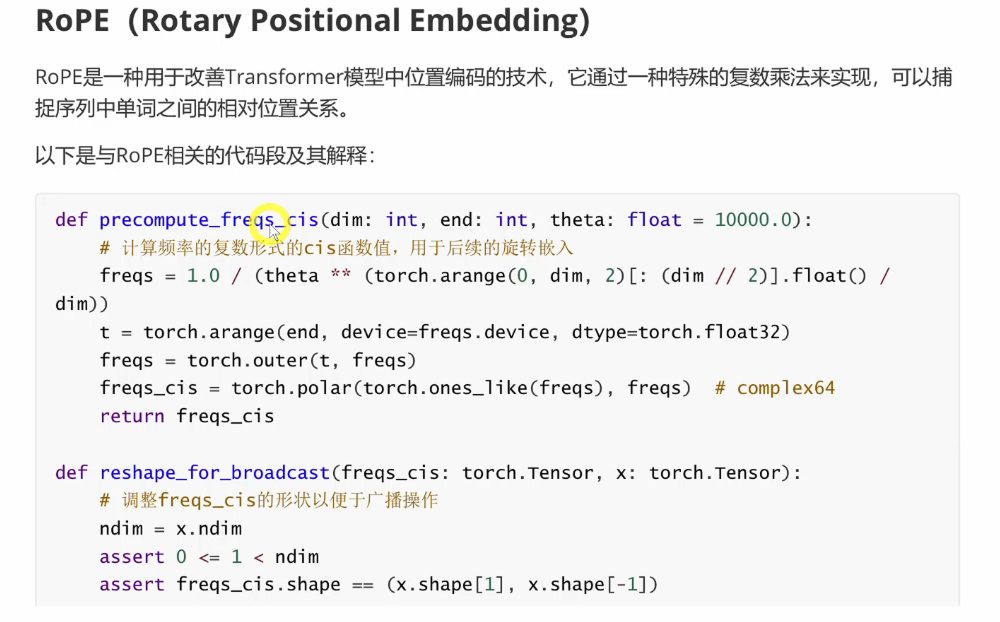 RoPE（Rotary Positional Embedding）
RoPE是一种用于改善Transformer模型中位置编码的技术，它通过一种特殊的复数乘法来实现，可以捕
捉序列中单词之间的相对位置关系。
以下是与RoPE相关的代码段及其解释：
def precompute_freqs_cis(dim: int, end: int, theta: float = 10000.0):
    # 计算频率的复数形式的cis函数值，用于后续的旋转嵌入
    freqs = 1.0 / (theta ** (torch.arange(0, dim, 2)[: (dim // 2)].float() /
dim))
    t = torch.arange(end, device=freqs.device, dtype=torch.float32)
    freqs = torch.outer(t, freqs)
    freqs_cis = torch.polar(torch.ones_like(freqs), freqs)  # complex64
    return freqs_cis
def reshape_for_broadcast(freqs_cis: torch.Tensor, x: torch.Tensor):
    # 调整freqs_cis的形状以便于广播操作
    ndim = x.ndim
    assert 0 <= 1 < ndim
    assert freqs_cis.shape == (x.shape[1], x.shape[-1])